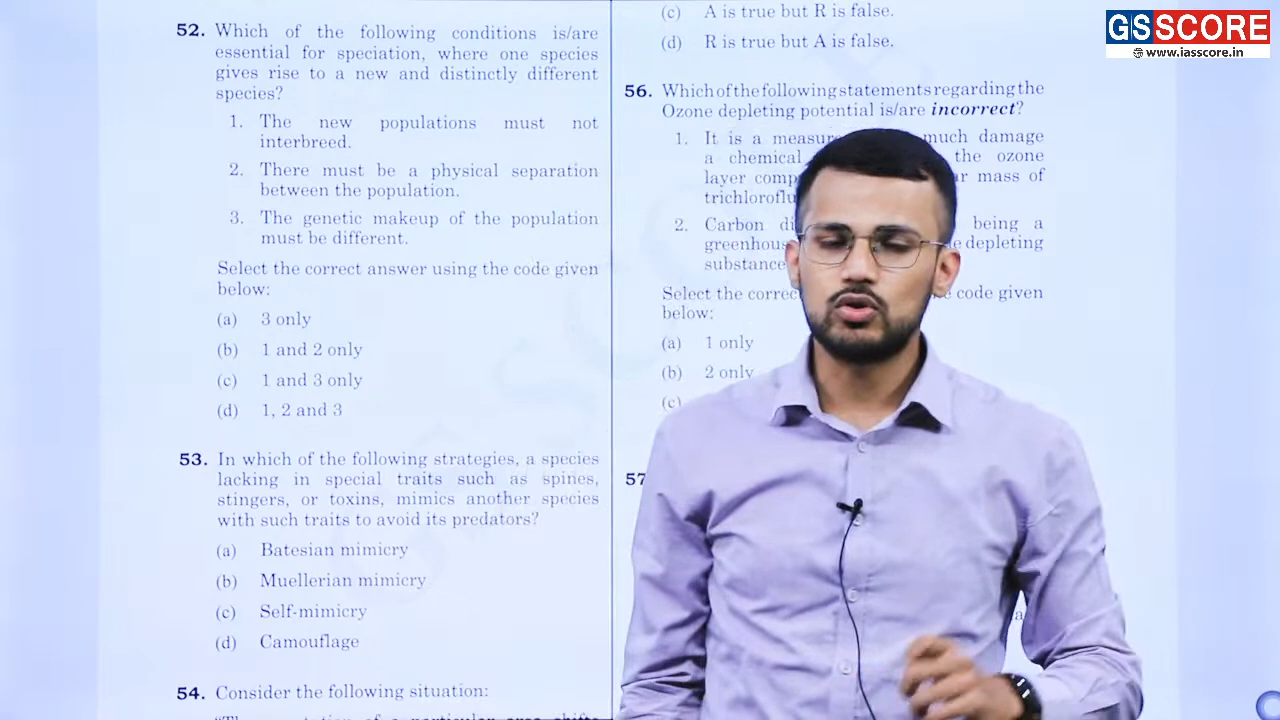 52. Which of the following conditions is/are
essential for speciation, where one species
gives rise to a new and distinctly different
species?
1. The new populations must not
interbreed.
2. There must be a physical separation
between the population.
3. The genetic makeup of the population
must be different.
Select the correct answer using the code given
below:
(a) 3 only
(b) 1 and 2 only
(c) 1 and 3 only
(d) 1, 2 and 3
53. In which of the following strategies, a species
lacking in special traits such as spines,
stingers, or toxins, mimics another species
with such traits to avoid its predators?
(a) Batesian mimicry
(b) Muellerian mimicry
(c) Self-mimicry
(d) Camouflage
54. Consider the following situation:
of a particular area shifts
(c) A is true but R is false.
(d) R is true but A is false.
56. Which of the following statements regarding the
Ozone depleting potential is/are incorrect?
1. It is a measure much damage
a chemical the ozone
layer mass of
2. Carbon being a
depleting
substance
Select the code given
below:
(a) 1 only
(b) 2 only
(c)
57
GSSCORE
www.iasscore.in